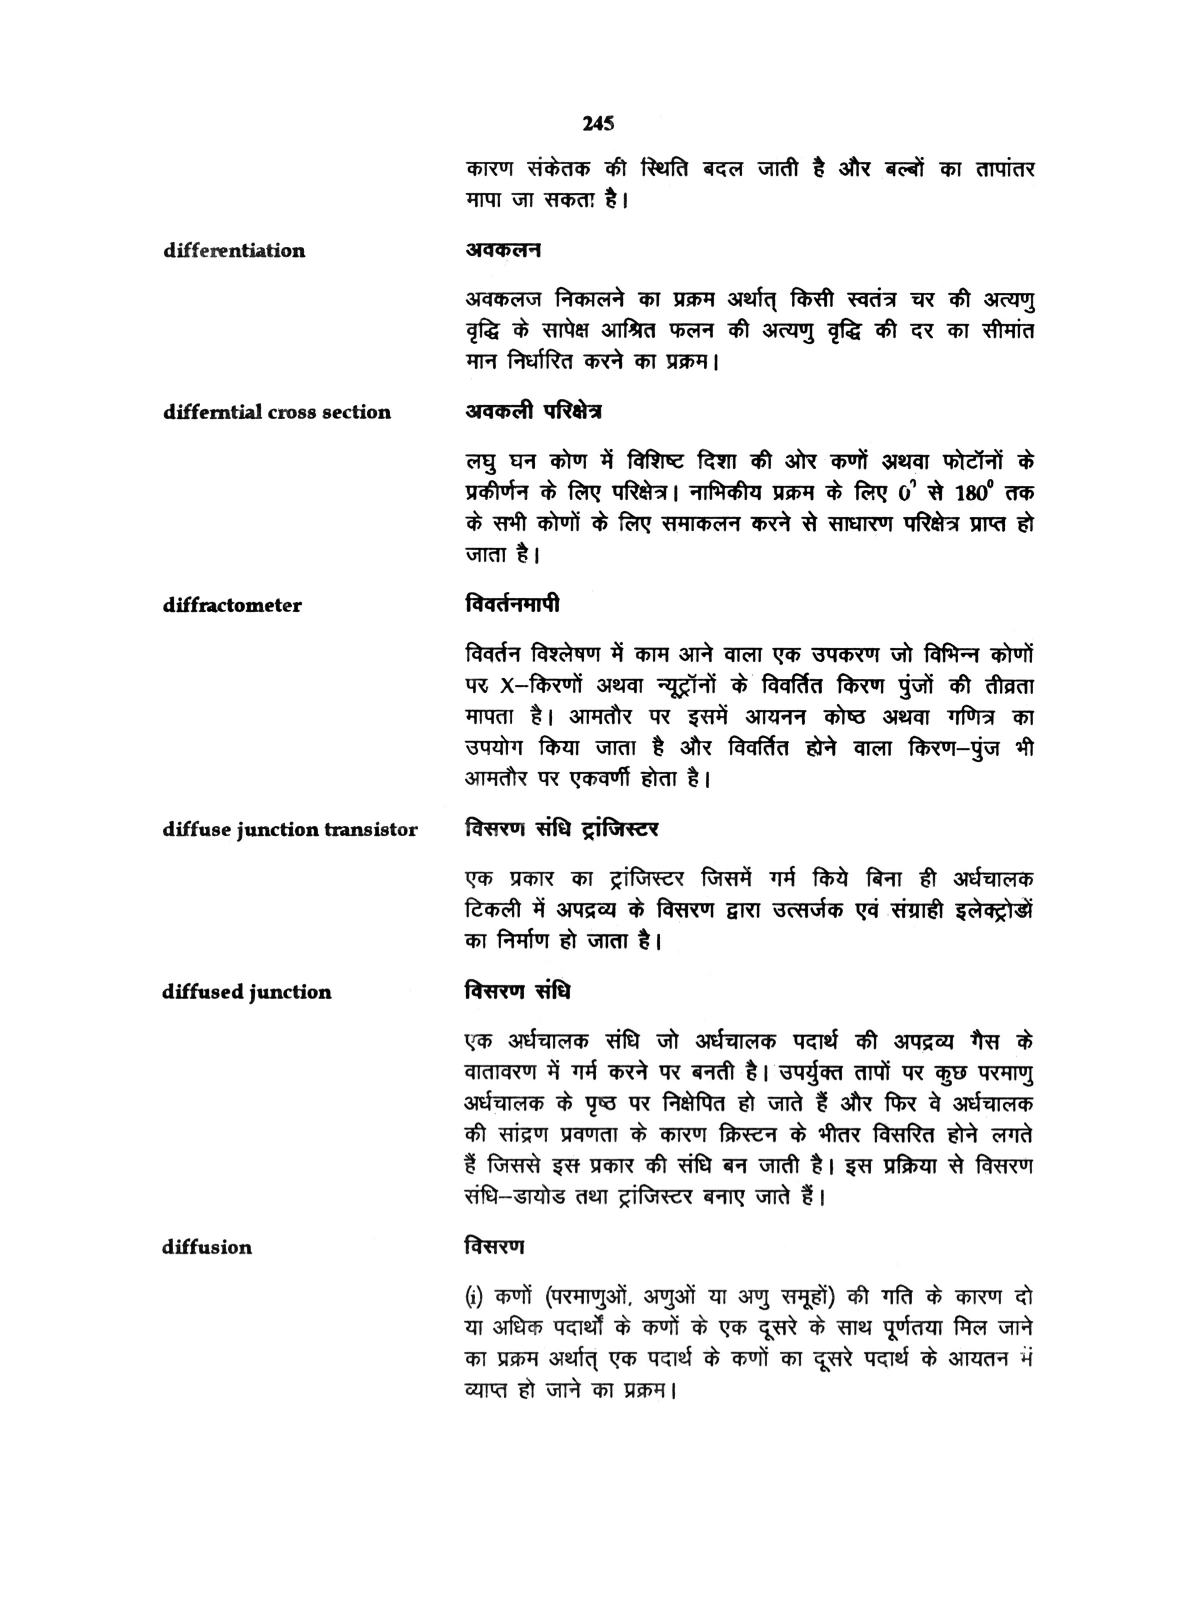 245
कारण संकेतक की स्थिति बदल जाती है और बल्बों का तापांतर
मापा जा सकता है।
differentiation अवकलन
अवकलज निकालने का प्रक्रम अर्थात् किसी स्वतंत्र चर की अत्यणु
वृद्धि के सापेक्ष आश्रित फलन की अत्यणु वृद्धि की दर का सीमांत
मान निर्धारित करने का प्रक्रम।
differntial cross section अवकली परिक्षेत्र
लघु घन कोण में विशिष्ट दिशा की ओर कणों अथवा फोटॉनों के
प्रकीर्णन के लिए परिक्षेत्र। नाभिकीय प्रक्रम के लिए 0⁰ से 180⁰ तक
के सभी कोणों के लिए समाकलन करने से साधारण परिक्षेत्र प्राप्त हो
जाता है।
diffractometer विवर्तनमापी
विवर्तन विश्लेषण में काम आने वाला एक उपकरण जो विभिन्न कोणों
पर X–किरणों अथवा न्यूट्रॉनों के विवर्तित किरण पुंजों की तीव्रता
मापता है। आमतौर पर इसमें आयनन कोष्ठ अथवा गणित्र का
उपयोग किया जाता है और विवर्तित होने वाला किरण–पुंज भी
आमतौर पर एकवर्णी होता है।
diffuse junction transistor विसरण संधि ट्रांजिस्टर
एक प्रकार का ट्रांजिस्टर जिसमें गर्म किये बिना ही अर्धचालक
टिकली में अपद्रव्य के विसरण द्वारा उत्सर्जक एवं संग्राही इलेक्ट्रोडों
का निर्माण हो जाता है।
diffused junction विसरण संधि
एक अर्धचालक संधि जो अर्धचालक पदार्थ की अपद्रव्य गैस के
वातावरण में गर्म करने पर बनती है। उपर्युक्त तापों पर कुछ परमाणु
अर्धचालक के पृष्ठ पर निक्षेपित हो जाते हैं और फिर वे अर्धचालक
की सांद्रण प्रवणता के कारण क्रिस्टन के भीतर विसरित होने लगते
हैं जिससे इस प्रकार की संधि बन जाती है। इस प्रक्रिया से विसरण
संधि–डायोड तथा ट्रांजिस्टर बनाए जाते हैं।
diffusion विसरण
(i) कणों (परमाणुओं, अणुओं या अणु समूहों) की गति के कारण दो
या अधिक पदार्थों के कणों के एक दूसरे के साथ पूर्णतया मिल जाने
का प्रक्रम अर्थात् एक पदार्थ के कणों का दूसरे पदार्थ के आयतन में
व्याप्त हो जाने का प्रक्रम।